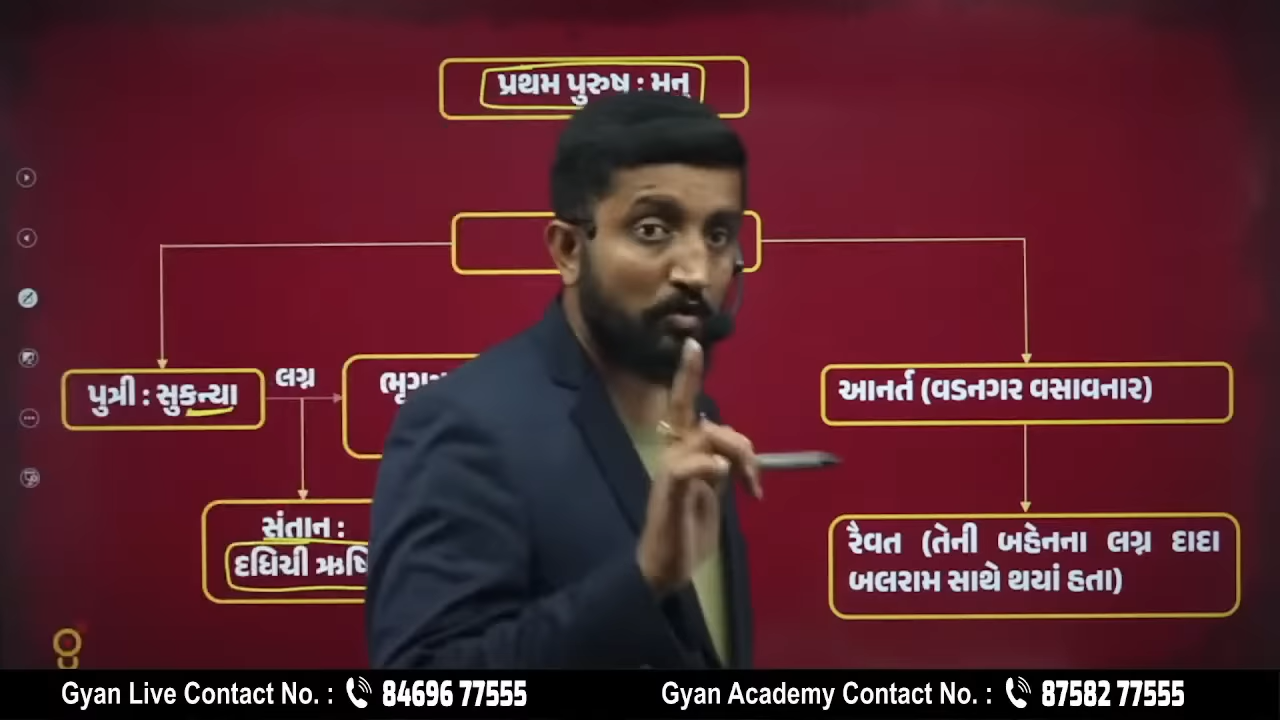 પ્રથમ પુરુષ : મનુ
પુત્રી : સુકન્યા
લગ્ન
આનર્ત (વડનગર વસાવનાર)
સંતાન :
દધિચી ઋષિ
રૈવત (તેની બહેનના લગ્ન દાદા
બલરામ સાથે થયાં હતા)
Gyan Live Contact No. : 84696 77555
Gyan Academy Contact No. : 87582 77555